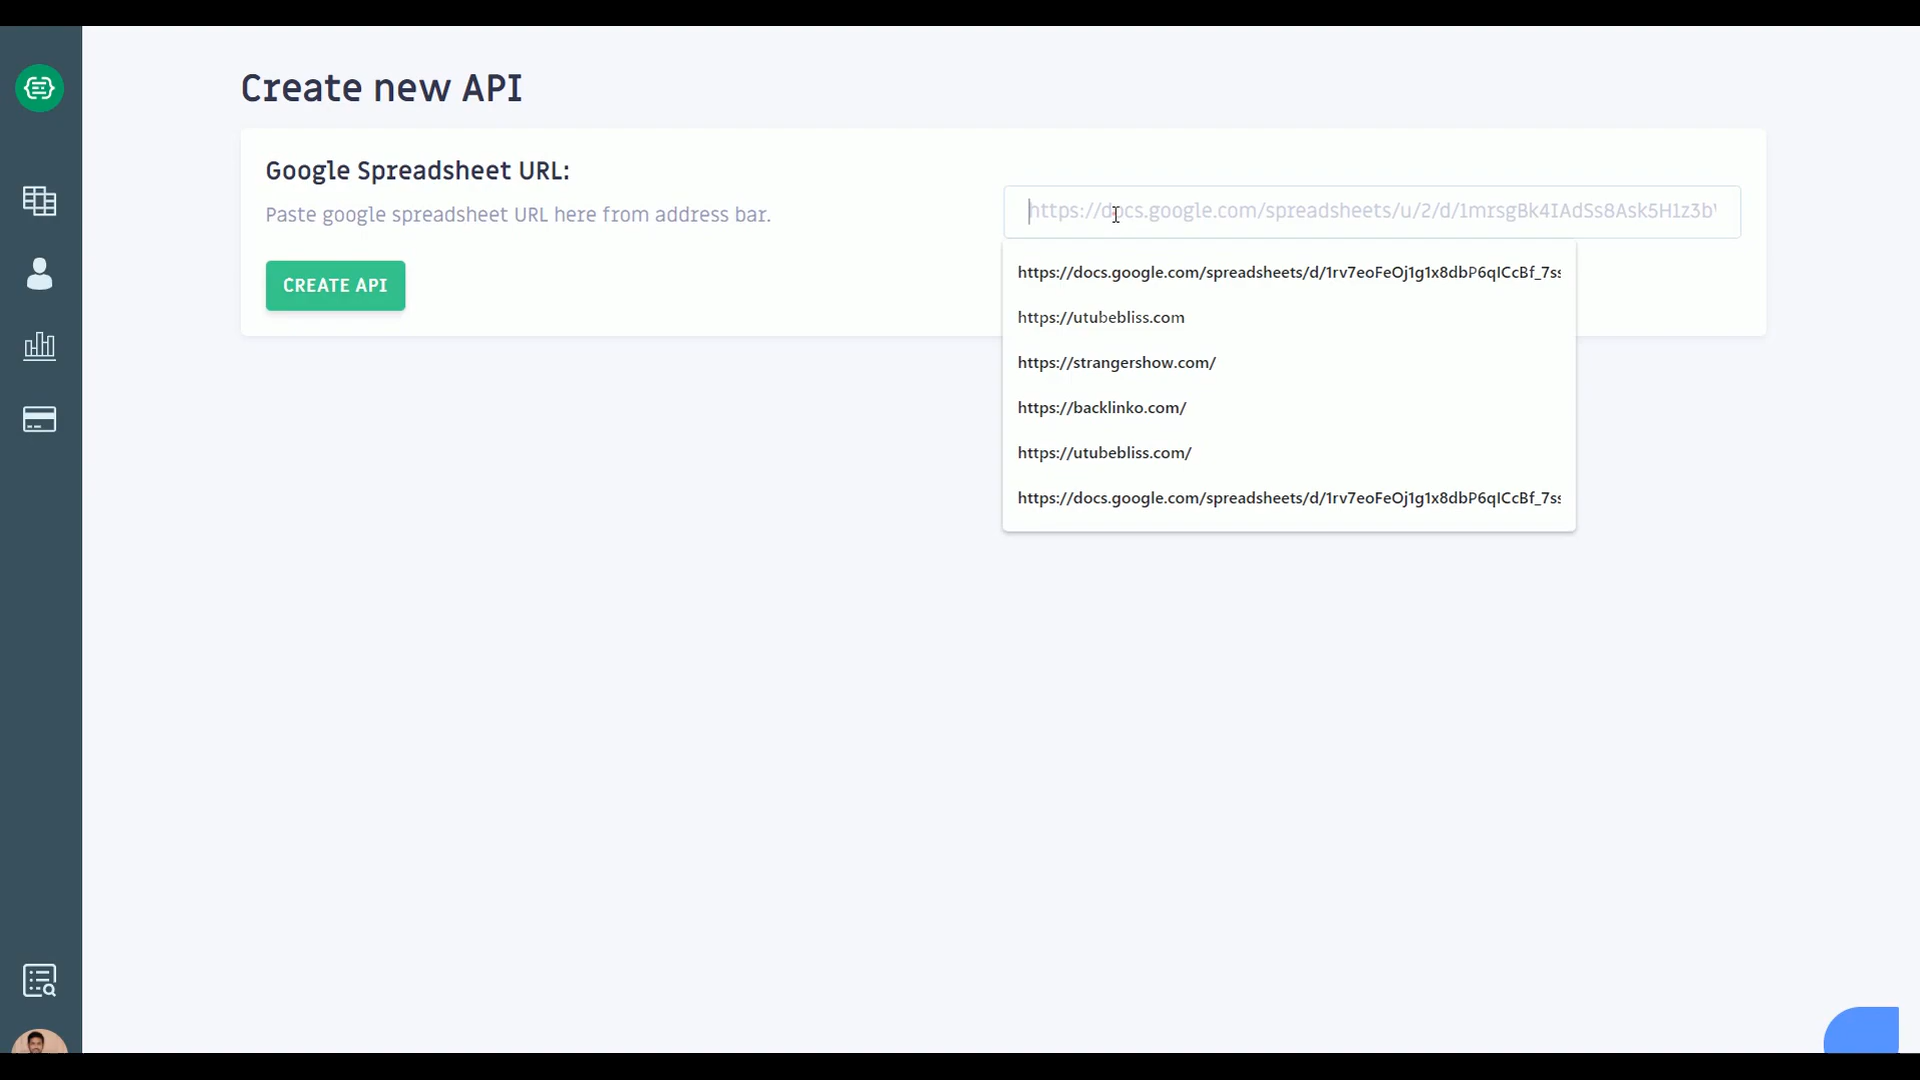 Create new API
Google Spreadsheet URL:
Paste google spreadsheet URL here from address bar.
https://docs.google.com/spreadsheets/u/2/d/1mrsgBk4IAdSs8Ask5H1z3b
CREATE API
https://docs.google.com/spreadsheets/d/1rv7eoFeOj1g1x8dbP6qICcBf_7ss
https://utubebliss.com
https://strangershow.com/
https://backlinko.com/
https://utubebliss.com/
https://docs.google.com/spreadsheets/d/1rv7eoFeOj1g1x8dbP6qICcBf_7ss